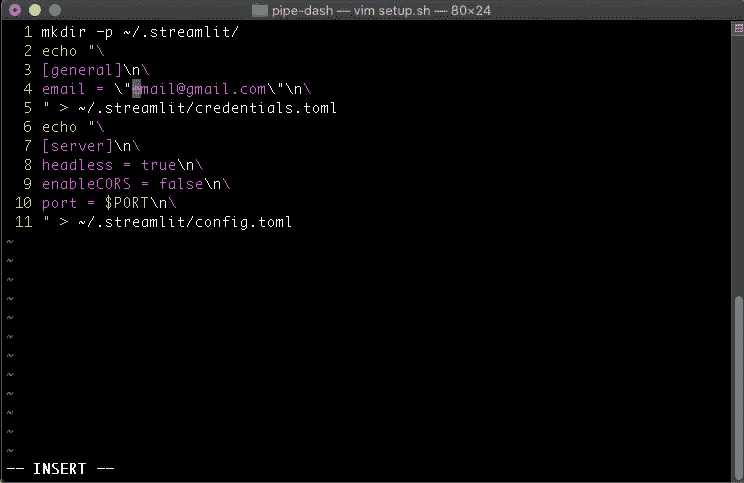 pipe-dash — vim setup.sh — 80×24
1 mkdir -p ~/.streamlit/
2 echo "\
3 [general]\n\
4 email = \"email@gmail.com\"\n\
5 " > ~/.streamlit/credentials.toml
6 echo "\
7 [server]\n\
8 headless = true\n\
9 enableCORS = false\n\
10 port = $PORT\n\
11 " > ~/.streamlit/config.toml
~
~
~
~
~
~
~
~
~
~
~
~
-- INSERT --